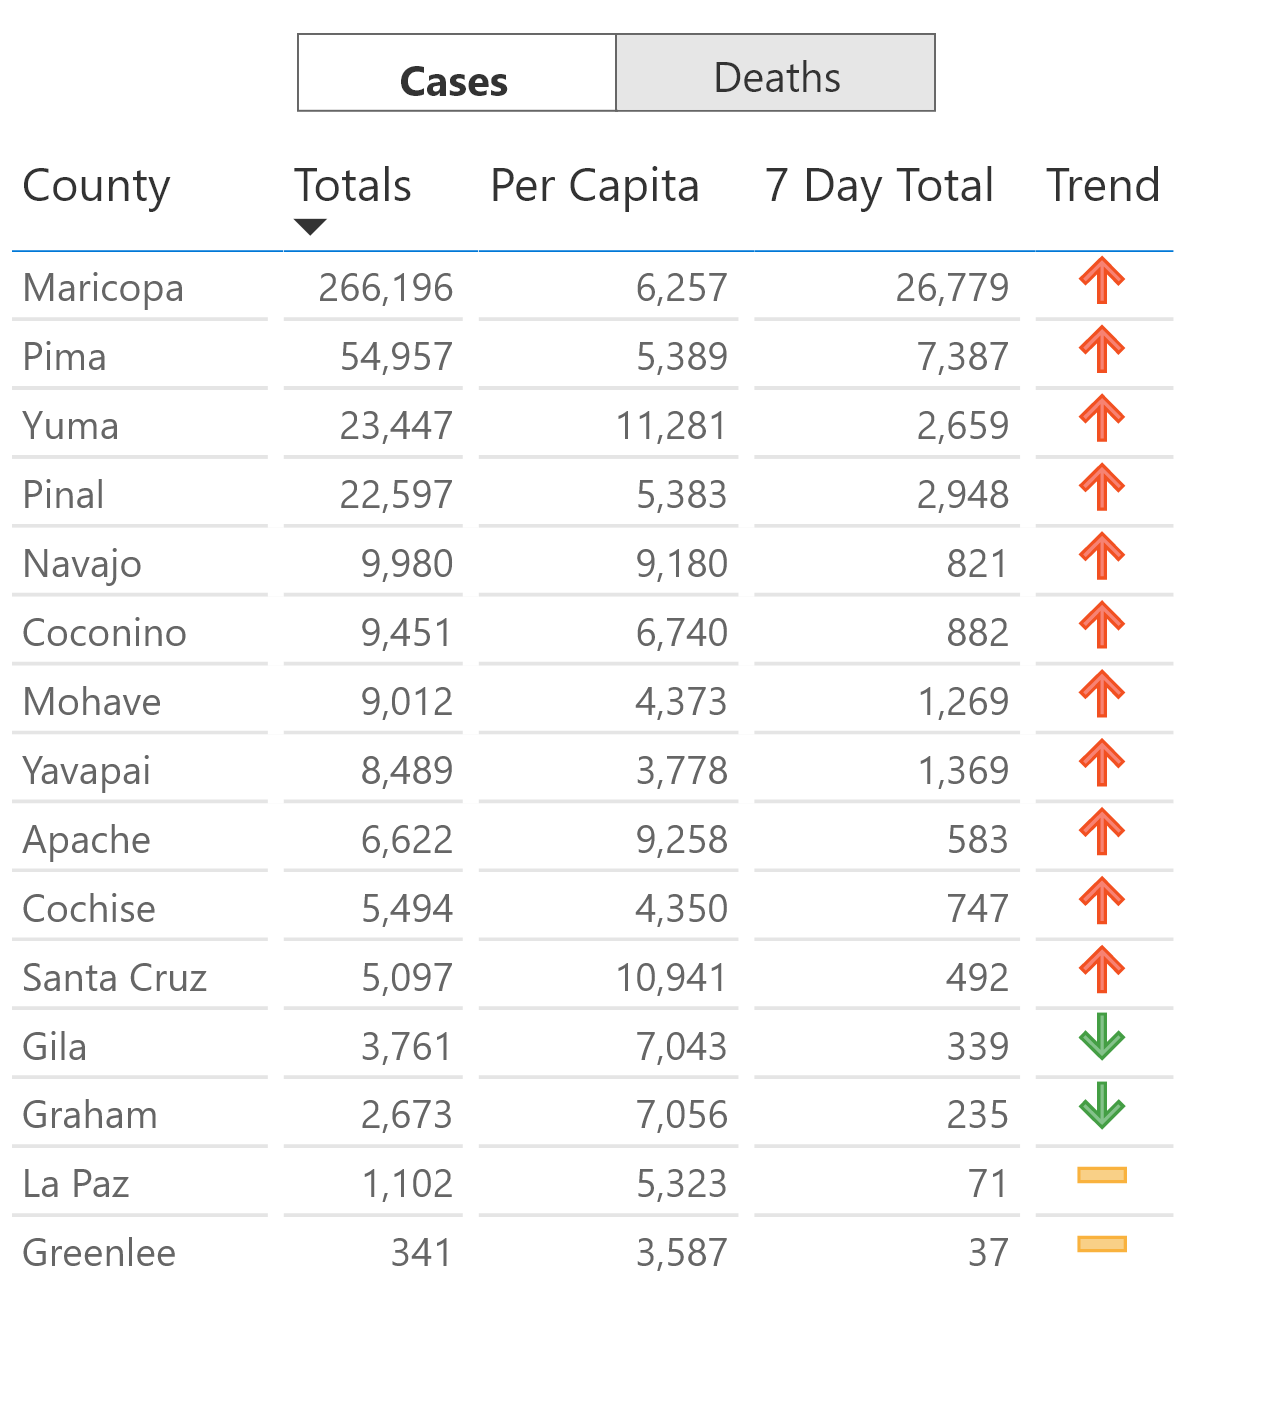 Cases Deaths
County Totals Per Capita 7 Day Total Trend
Maricopa 266,196 6,257 26,779
Pima 54,957 5,389 7,387
Yuma 23,447 11,281 2,659
Pinal 22,597 5,383 2,948
Navajo 9,980 9,180 821
Coconino 9,451 6,740 882
Mohave 9,012 4,373 1,269
Yavapai 8,489 3,778 1,369
Apache 6,622 9,258 583
Cochise 5,494 4,350 747
Santa Cruz 5,097 10,941 492
Gila 3,761 7,043 339
Graham 2,673 7,056 235
La Paz 1,102 5,323 71
Greenlee 341 3,587 37